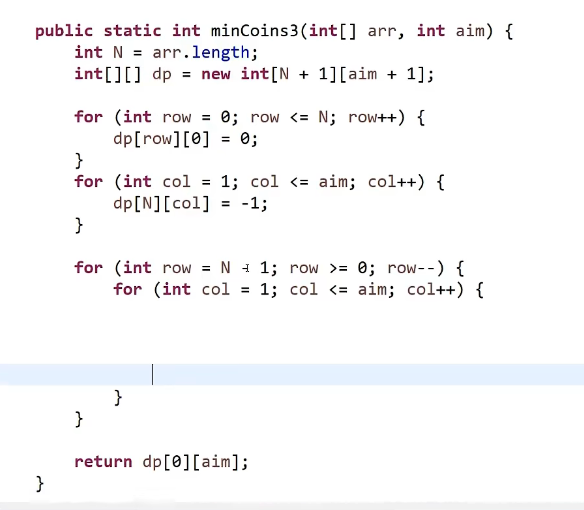 public static int minCoins3(int[] arr, int aim) {
    int N = arr.length;
    int[][] dp = new int[N + 1][aim + 1];

    for (int row = 0; row <= N; row++) {
        dp[row][0] = 0;
    }
    for (int col = 1; col <= aim; col++) {
        dp[N][col] = -1;
    }

    for (int row = N - 1; row >= 0; row--) {
        for (int col = 1; col <= aim; col++) {

        }
    }

    return dp[0][aim];
}